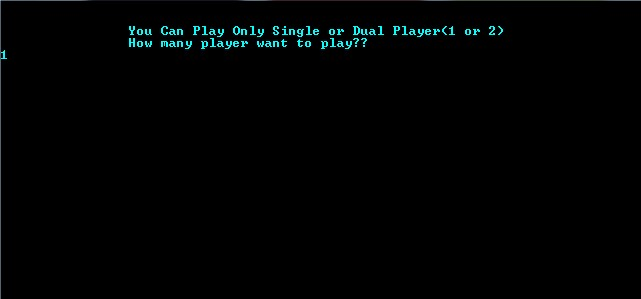 You Can Play Only Single or Dual Player(1 or 2)
How many player want to play??
1